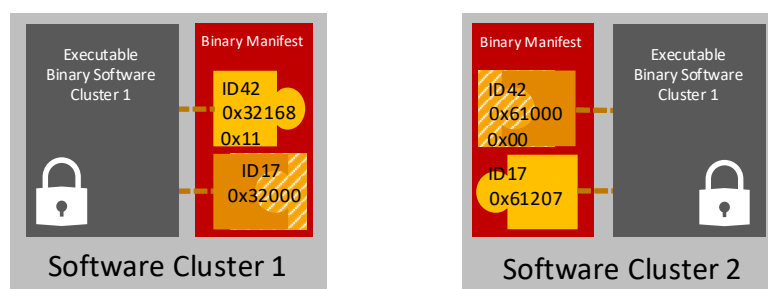 Executable
Binary Software
Cluster 1
Binary Manifest
ID42
0x32168
0x11
ID17
0x32000
Software Cluster 1
Binary Manifest
ID42
0x61000
0x00
ID17
0x61207
Executable
Binary Software
Cluster 1
Software Cluster 2